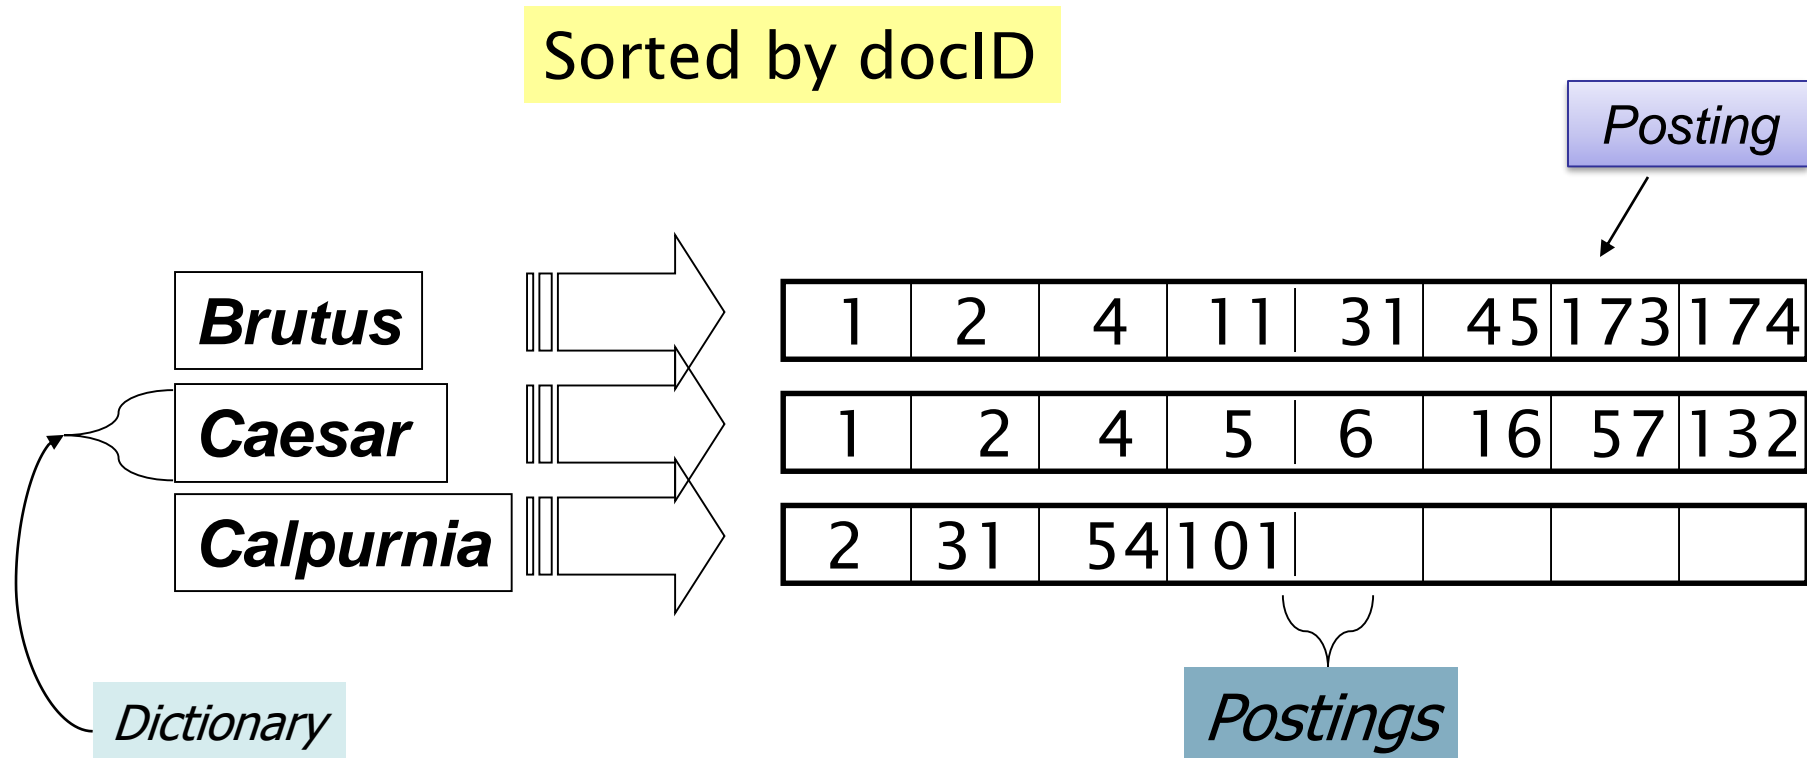 Sorted by docID
Posting
Brutus 1 2 4 11 31 45 173 174
Caesar 1 2 4 5 6 16 57 132
Calpurnia 2 31 54 101
Dictionary
Postings